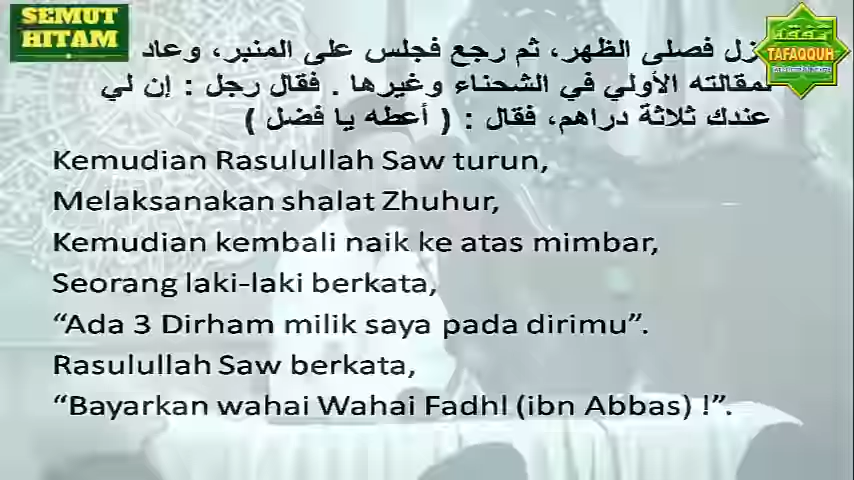 SEMUT
HITAM
TAFAQQUH
نزل فصلى الظهر، ثم رجع فجلس على المنبر، وعاد
لمقالته الأولي في الشحناء وغيرها . فقال رجل : إن لي
عندك ثلاثة دراهم، فقال : ( أعطه يا فضل )
Kemudian Rasulullah Saw turun,
Melaksanakan shalat Zhuhur,
Kemudian kembali naik ke atas mimbar,
Seorang laki-laki berkata,
“Ada 3 Dirham milik saya pada dirimu”.
Rasulullah Saw berkata,
“Bayarkan wahai Wahai Fadhl (ibn Abbas) !”.